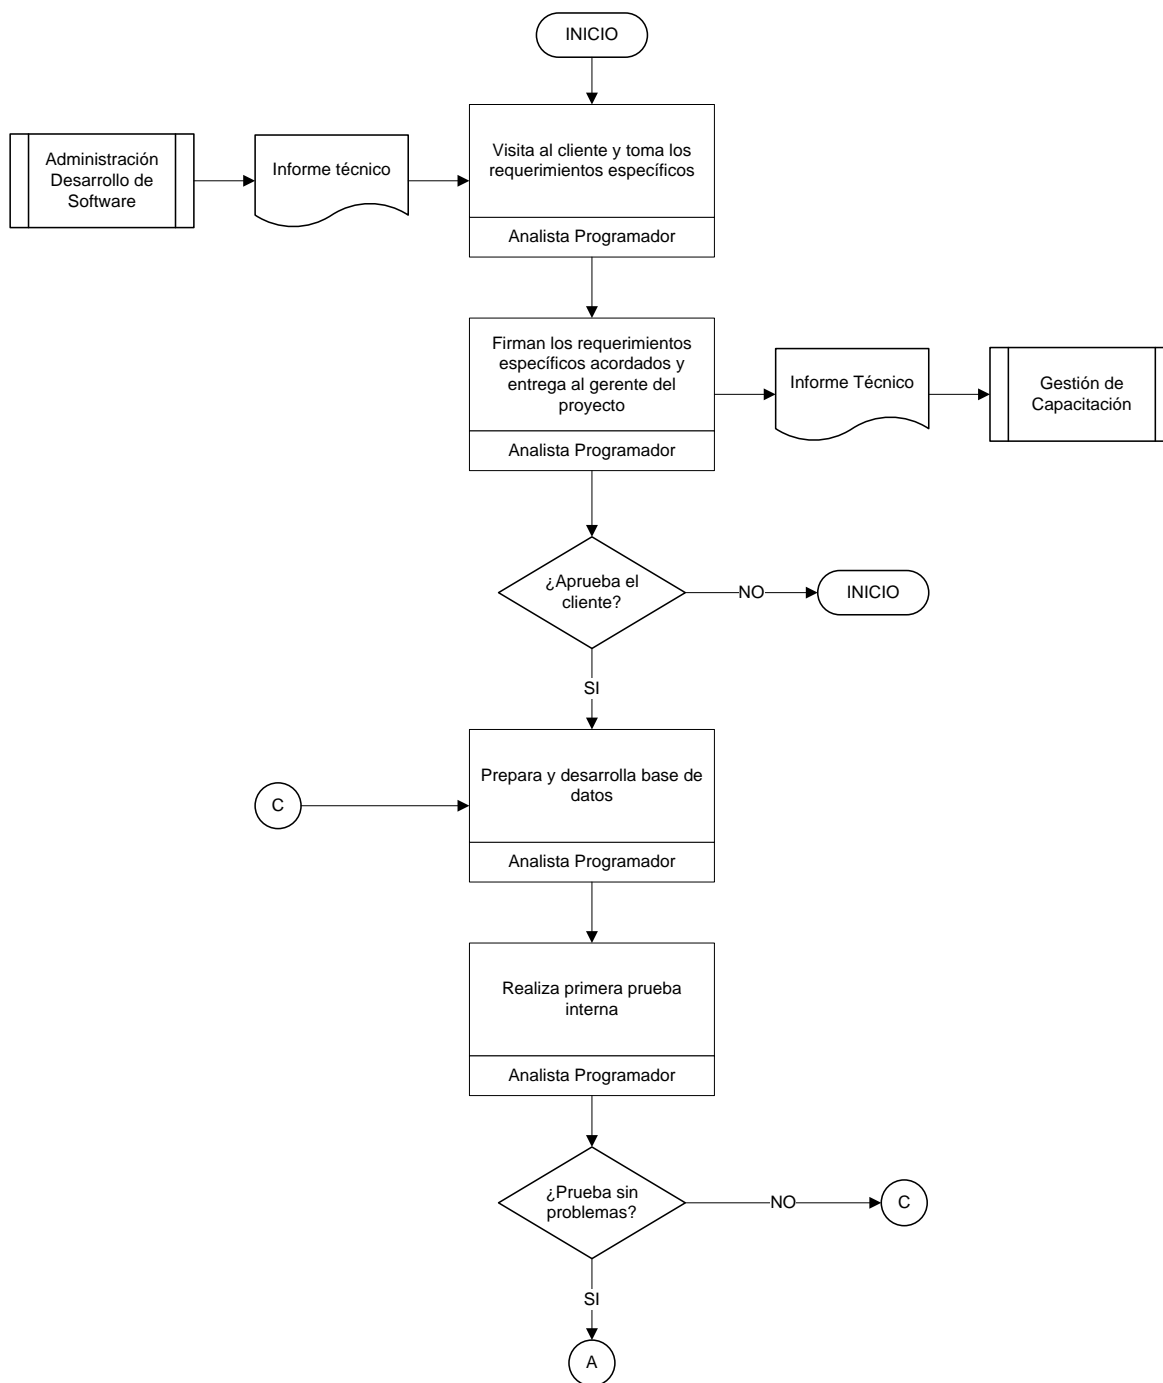 INICIO
Administración
Desarrollo de
Software
Informe técnico
Visita al cliente y toma los
requerimientos específicos
Analista Programador
Firman los requerimientos
específicos acordados y
entrega al gerente del
proyecto
Analista Programador
Informe Técnico
Gestión de
Capacitación
¿Aprueba el
cliente?
NO
INICIO
SI
Prepara y desarrolla base de
datos
Analista Programador
C
Realiza primera prueba
interna
Analista Programador
¿Prueba sin
problemas?
NO
C
SI
A